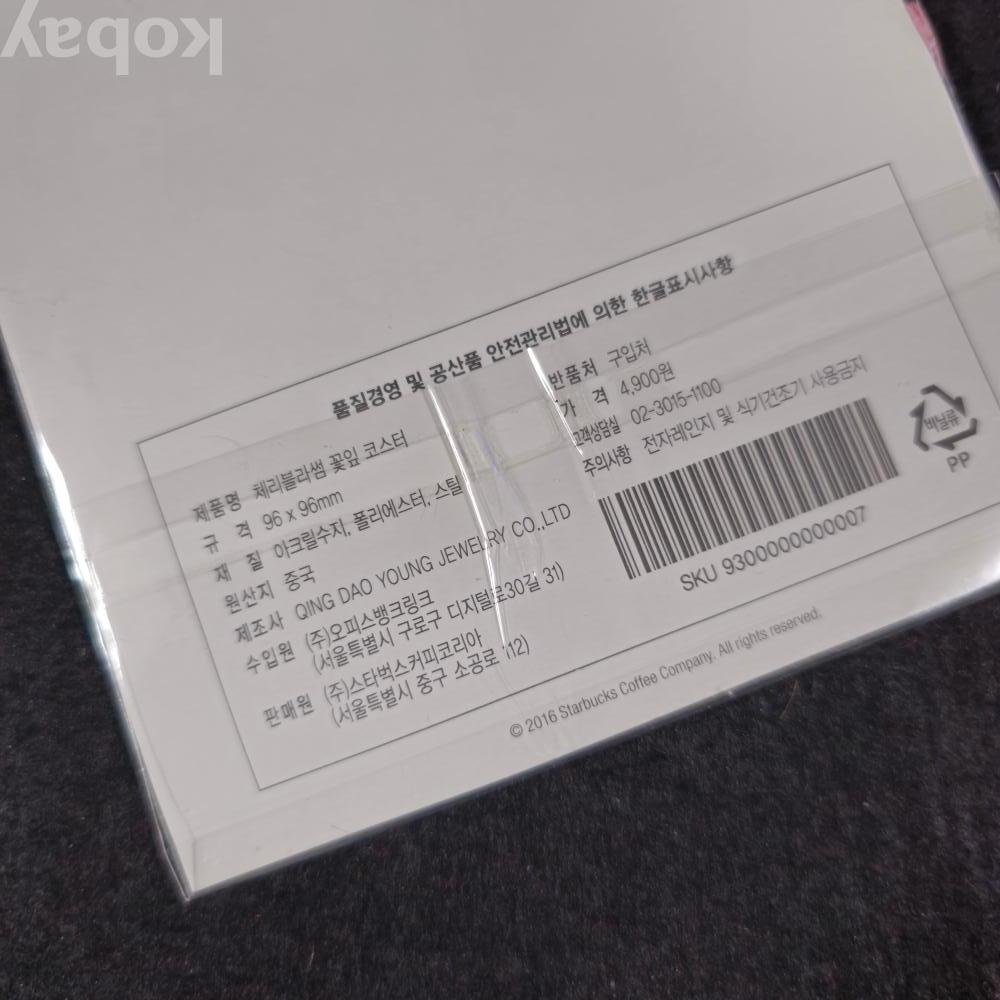 kobay
품질경영 및 공산품 안전관리법에 의한 한글표시사항
제품명 체리블라썸 꽃잎 코스터
규 격 96 x 96mm
재 질 아크릴수지, 폴리에스터, 스틸
원산지 중국
제조사 QING DAO YOUNG JEWELRY CO.,LTD
수입원 (주)오피스뱅크링크
(서울특별시 구로구 디지털로30길 31)
판매원 (주)스타벅스커피코리아
(서울특별시 중구 소공로 112)
반품처 구입처
가 격 4,900원
고객상담실 02-3015-1100
주의사항 전자레인지 및 식기건조기 사용금지
SKU 9300000000007
비닐류
PP
© 2016 Starbucks Coffee Company. All rights reserved.